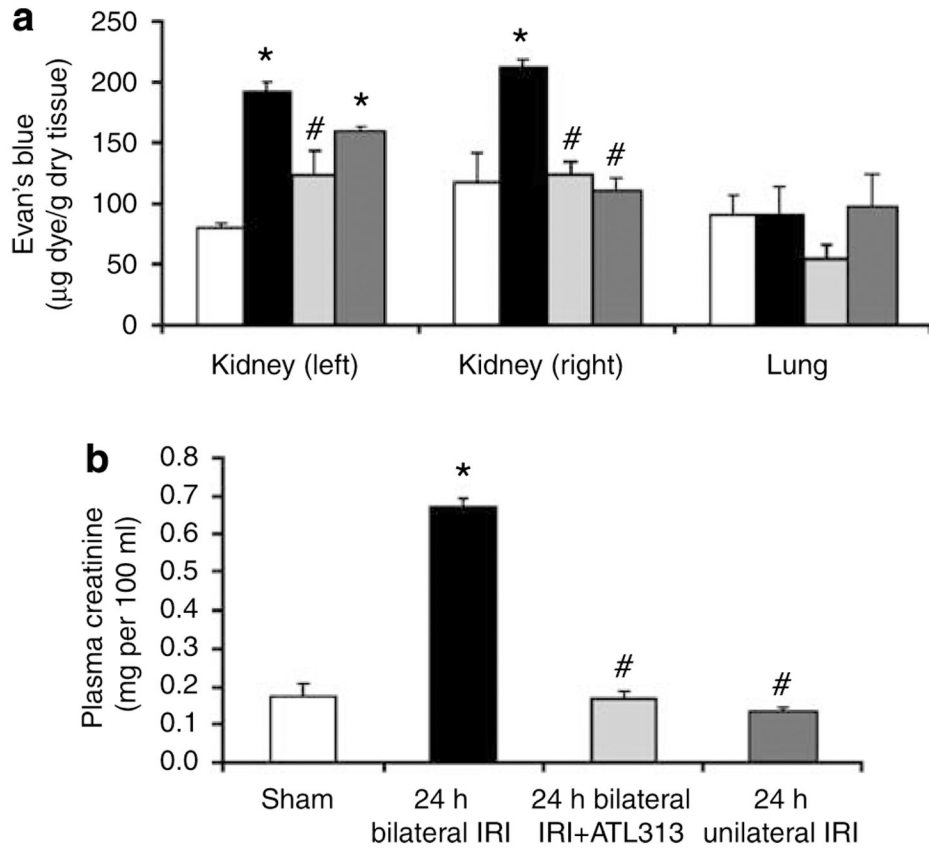 a
Evan's blue
(µg dye/g dry tissue)
250
200
150
100
50
0
*
#
*
*
#
#
Kidney (left) Kidney (right) Lung
b
Plasma creatinine
(mg per 100 ml)
0.8
0.7
0.6
0.5
0.4
0.3
0.2
0.1
0.0
*
#
#
Sham 24 h 24 h bilateral 24 h
bilateral IRI IRI+ATL313 unilateral IRI